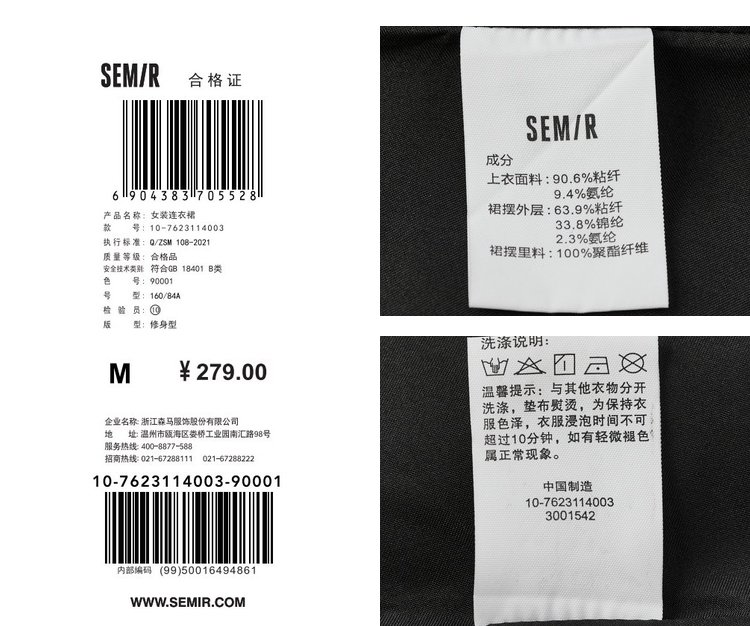 SEMIR 合格证
6 904383 705528
产品名称: 女装连衣裙
款号: 10-7623114003
执行标准: Q/ZSM 108-2021
质量等级: 合格品
安全技术类别: 符合GB 18401 B类
色号: 90001
号型: 160/84A
检验员: 10
版型: 修身型
M ¥279.00
企业名称: 浙江森马服饰股份有限公司
地址: 温州市瓯海区娄桥工业园南汇路98号
服务热线: 400-8877-588
招商热线: 021-67288111 021-67288222
10-7623114003-90001
内部编码 (99)50016494861
WWW.SEMIR.COM
SEMIR
成分
上衣面料:90.6%粘纤
9.4%氨纶
裙摆外层:63.9%粘纤
33.8%锦纶
2.3%氨纶
裙摆里料:100%聚酯纤维
洗涤说明:
温馨提示: 与其他衣物分开
洗涤, 垫布熨烫, 为保持衣
服色泽, 衣服浸泡时间不可
超过10分钟, 如有轻微褪色
属正常现象。
中国制造
10-7623114003
3001542